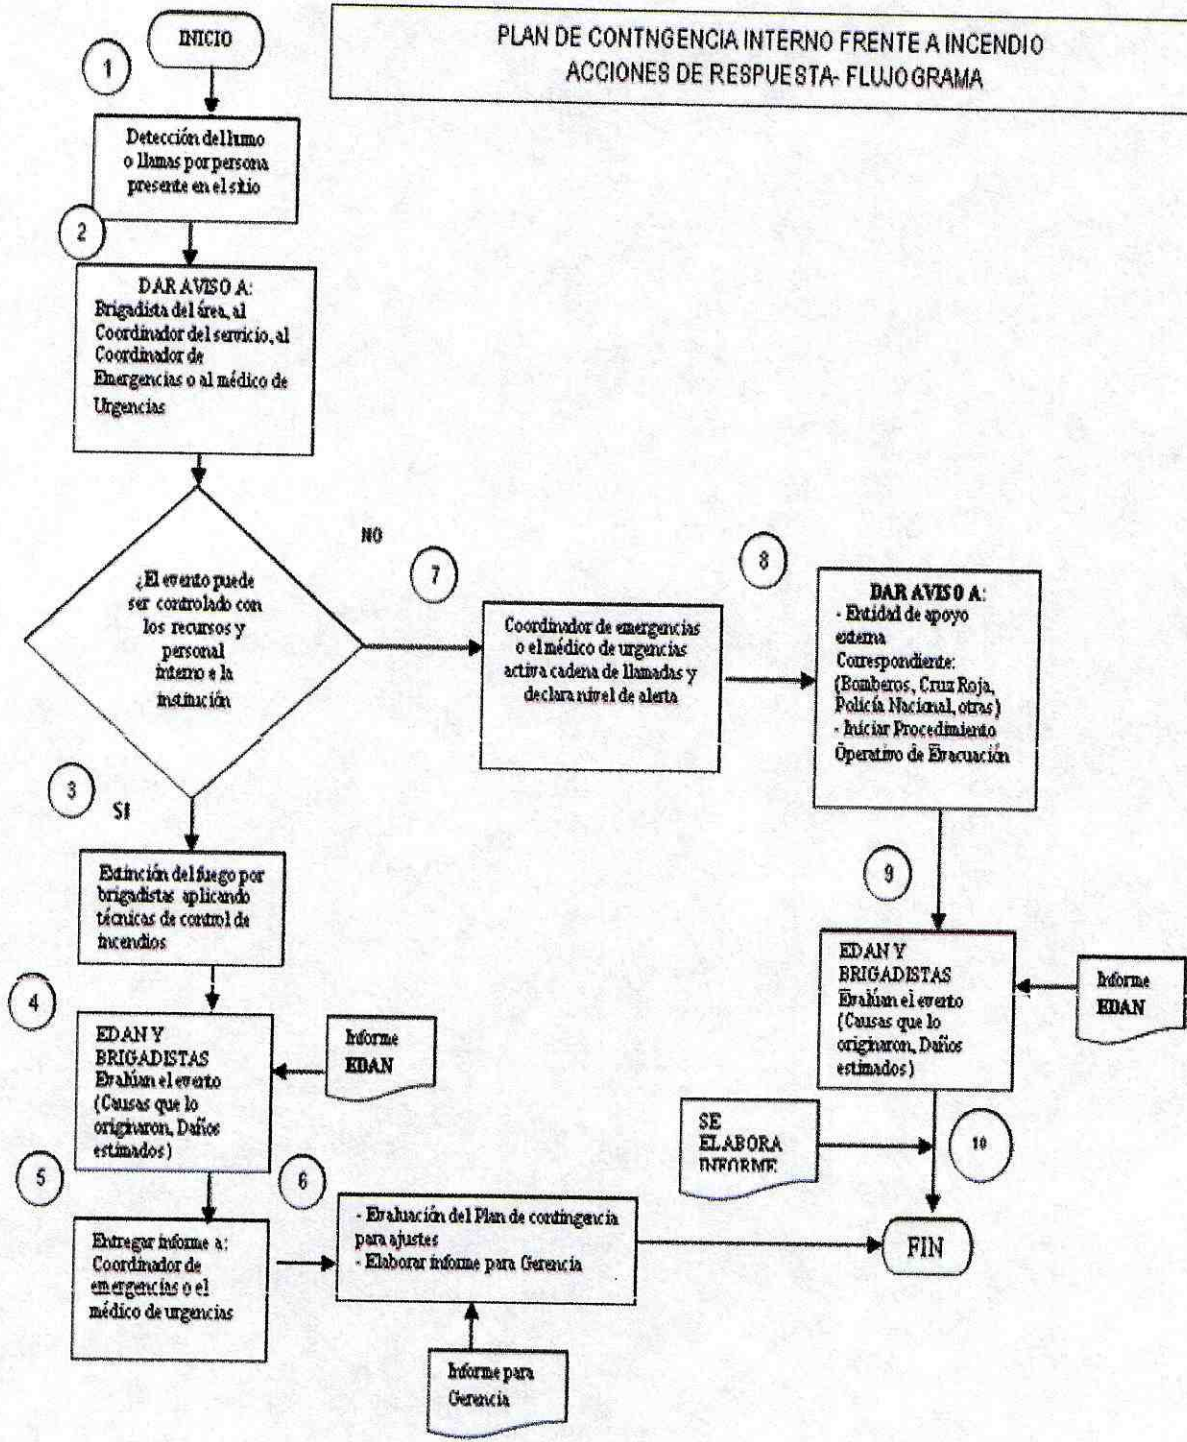 PLAN DE CONTNGENCIA INTERNO FRENTE A INCENDIO
ACCIONES DE RESPUESTA- FLUJOGRAMA
INICIO
1
Detección del humo
o llamas por persona
presente en el sitio
2
DAR AVISO A:
Brigadista del área, al
Coordinador del servicio, al
Coordinador de
Emergencias o al médico de
Urgencias
¿El evento puede
ser controlado con
los recursos y
personal
interno e la
institución
NO
7
Coordinador de emergencias
o el médico de urgencias
activa cadena de llamadas y
declara nivel de alerta
8
DAR AVISO A:
- Entidad de apoyo
externa
Correspondiente:
(Bomberos, Cruz Roja,
Policía Nacional, otras)
- Iniciar Procedimiento
Operativo de Evacuación
3
SI
Extinción del fuego por
brigadistas aplicando
técnicas de control de
incendios
9
EDAN Y
BRIGADISTAS
Evalúan el evento
(Causas que lo
originaron, Daños
estimados)
Informe
EDAN
4
EDAN Y
BRIGADISTAS
Evalúan el evento
(Causas que lo
originaron, Daños
estimados)
Informe
EDAN
SE
ELABORA
INFORME
10
5
Entregar informe a:
Coordinador de
emergencias o el
médico de urgencias
6
- Evaluación del Plan de contingencia
para ajustes
- Elaborar informe para Gerencia
FIN
Informe para
Gerencia